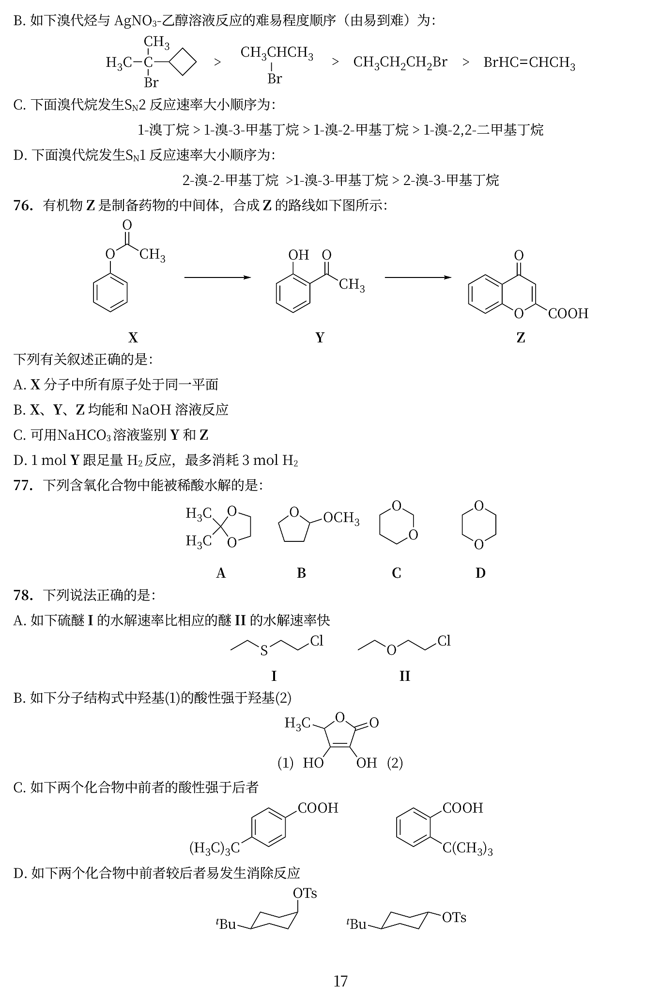 B. 如下溴代烃与 AgNO₃-乙醇溶液反应的难易程度顺序（由易到难）为：
CH₃
H₃C-C- > CH₃CHCH₃ > CH₃CH₂CH₂Br > BrHC=CHCH₃
Br Br
C. 下面溴代烷发生Sₙ2 反应速率大小顺序为：
1-溴丁烷 > 1-溴-3-甲基丁烷 > 1-溴-2-甲基丁烷 > 1-溴-2,2-二甲基丁烷
D. 下面溴代烷发生Sₙ1 反应速率大小顺序为：
2-溴-2-甲基丁烷 >1-溴-3-甲基丁烷 > 2-溴-3-甲基丁烷
76. 有机物 Z 是制备药物的中间体，合成 Z 的路线如下图所示：
O
O CH₃
OH O
CH₃
O
O COOH
X Y Z
下列有关叙述正确的是：
A. X 分子中所有原子处于同一平面
B. X、Y、Z 均能和 NaOH 溶液反应
C. 可用NaHCO₃溶液鉴别 Y 和 Z
D. 1 mol Y 跟足量 H₂反应，最多消耗 3 mol H₂
77. 下列含氧化合物中能被稀酸水解的是：
H₃C O O OCH₃ O O
H₃C O O O
A B C D
78. 下列说法正确的是：
A. 如下硫醚 I 的水解速率比相应的醚 II 的水解速率快
S Cl O Cl
I II
B. 如下分子结构式中羟基(1)的酸性强于羟基(2)
H₃C O O
(1) HO OH (2)
C. 如下两个化合物中前者的酸性强于后者
COOH COOH
(H₃C)₃C C(CH₃)₃
D. 如下两个化合物中前者较后者易发生消除反应
OTs
ᵗBu ᵗBu OTs
17